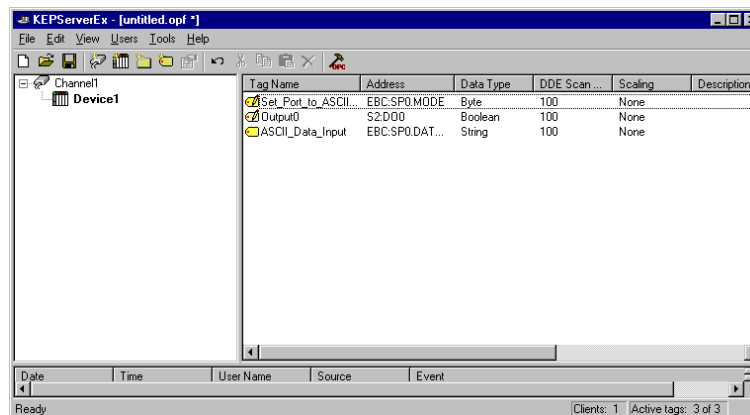 KEPServerEx - [untitled.opf *]
File Edit View Users Tools Help
OPC
Channel1
Device1
Tag Name Address Data Type DDE Scan ... Scaling Description
Set_Port_to_ASCII... EBC:SP0.MODE Byte 100 None
Output0 S2:DO0 Boolean 100 None
ASCII_Data_Input EBC:SP0.DAT... String 100 None
Date Time User Name Source Event
Ready Clients: 1 Active tags: 3 of 3